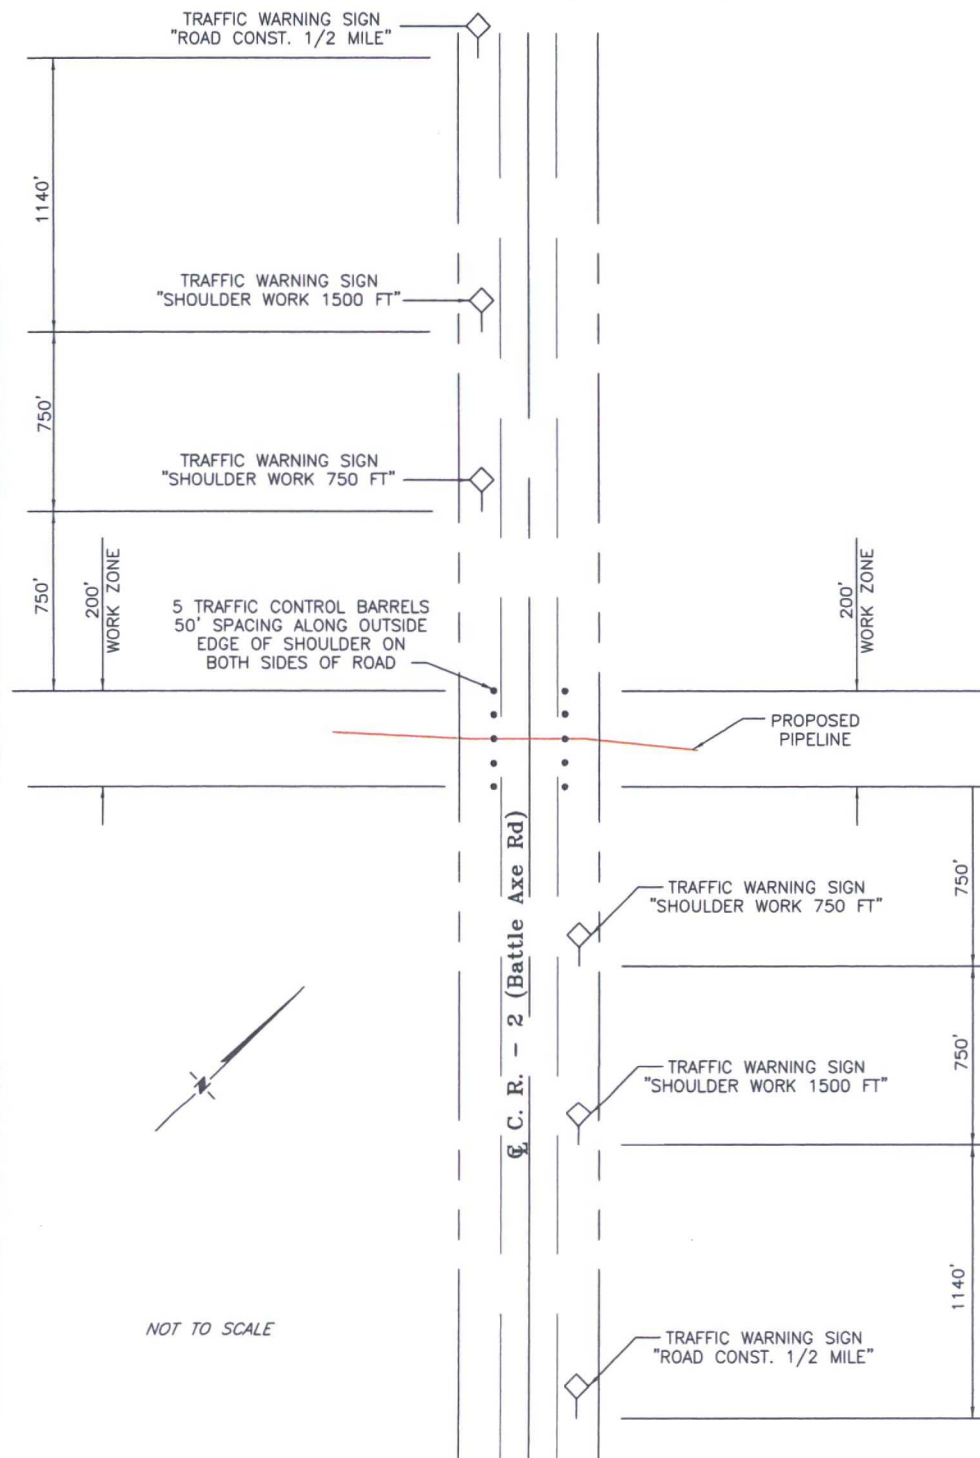 TRAFFIC WARNING SIGN
"ROAD CONST. 1/2 MILE"
1140'
TRAFFIC WARNING SIGN
"SHOULDER WORK 1500 FT"
750'
TRAFFIC WARNING SIGN
"SHOULDER WORK 750 FT"
750'
200'
WORK ZONE
5 TRAFFIC CONTROL BARRELS
50' SPACING ALONG OUTSIDE
EDGE OF SHOULDER ON
BOTH SIDES OF ROAD
200'
WORK ZONE
PROPOSED
PIPELINE
℄ C. R. - 2 (Battle Axe Rd)
750'
TRAFFIC WARNING SIGN
"SHOULDER WORK 750 FT"
750'
TRAFFIC WARNING SIGN
"SHOULDER WORK 1500 FT"
N
1140'
TRAFFIC WARNING SIGN
"ROAD CONST. 1/2 MILE"
NOT TO SCALE